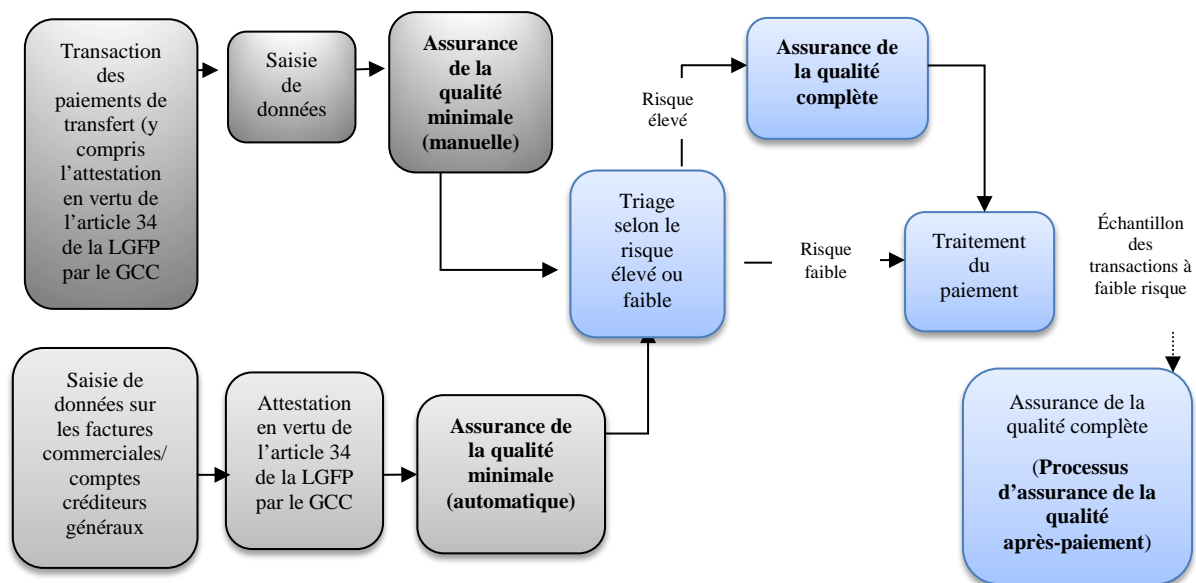 Transaction
des
paiements de
transfert (y
compris
l'attestation
en vertu de
l'article 34
de la LGFP
par le GCC
Saisie
de
données
Assurance
de la
qualité
minimale
(manuelle)
Risque
élevé
Assurance de
la qualité
complète
Triage
selon le
risque
élevé ou
faible
Risque
faible
Traitement
du
paiement
Échantillon
des
transactions à
faible risque
Saisie de
données sur
les factures
commerciales/
comptes
créditeurs
généraux
Attestation
en vertu de
l'article 34
de la LGFP
par le GCC
Assurance de
la qualité
minimale
(automatique)
Assurance de la
qualité complète
(Processus
d'assurance de la
qualité
après-paiement)